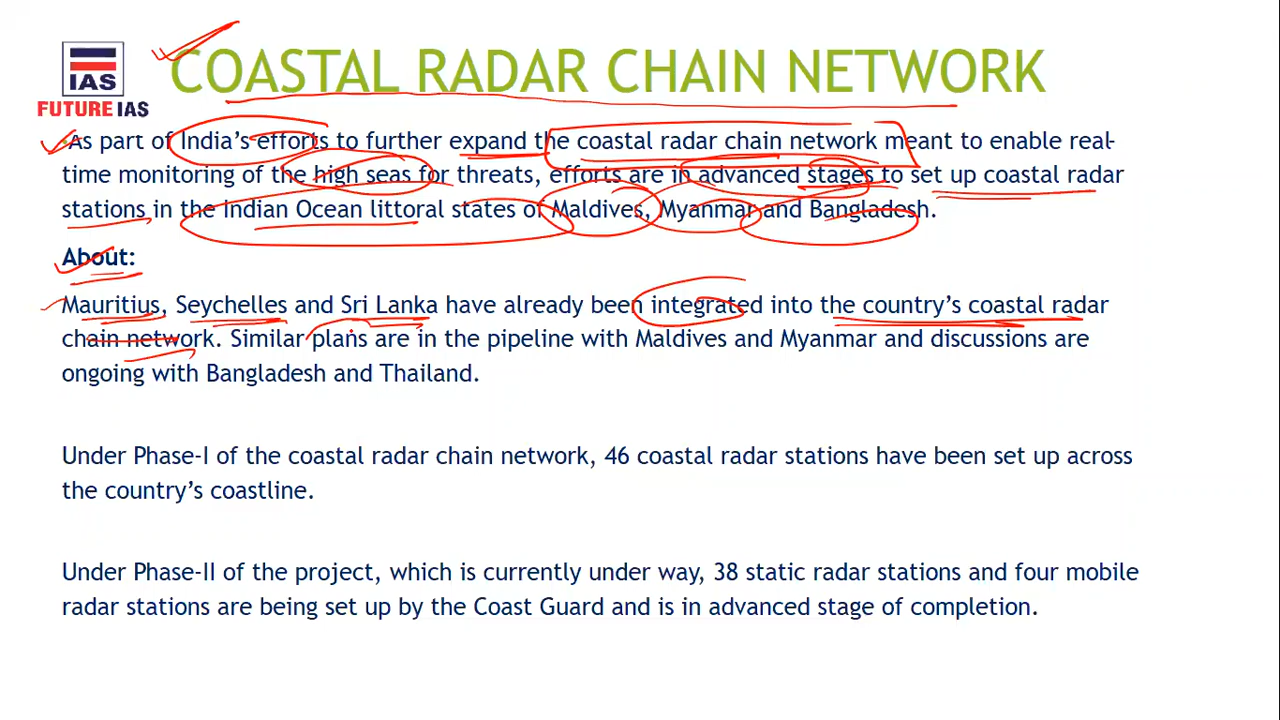 IAS
FUTURE IAS
COASTAL RADAR CHAIN NETWORK
•As part of India's efforts to further expand the coastal radar chain network meant to enable real-
time monitoring of the high seas for threats, efforts are in advanced stages to set up coastal radar
stations in the Indian Ocean littoral states of Maldives, Myanmar and Bangladesh.
About:
Mauritius, Seychelles and Sri Lanka have already been integrated into the country's coastal radar
chain network. Similar plans are in the pipeline with Maldives and Myanmar and discussions are
ongoing with Bangladesh and Thailand.
Under Phase-I of the coastal radar chain network, 46 coastal radar stations have been set up across
the country's coastline.
Under Phase-II of the project, which is currently under way, 38 static radar stations and four mobile
radar stations are being set up by the Coast Guard and is in advanced stage of completion.